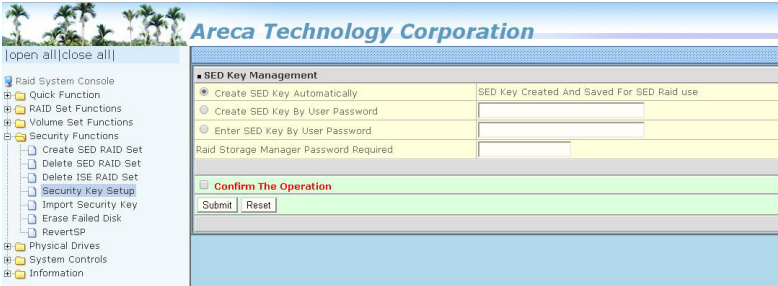 Areca Technology Corporation
|open all|close all|
Raid System Console
Quick Function
RAID Set Functions
Volume Set Functions
Security Functions
Create SED RAID Set
Delete SED RAID Set
Delete ISE RAID Set
Security Key Setup
Import Security Key
Erase Failed Disk
RevertSP
Physical Drives
System Controls
Information
SED Key Management
Create SED Key Automatically SED Key Created And Saved For SED Raid use
Create SED Key By User Password
Enter SED Key By User Password
Raid Storage Manager Password Required
Confirm The Operation
Submit Reset